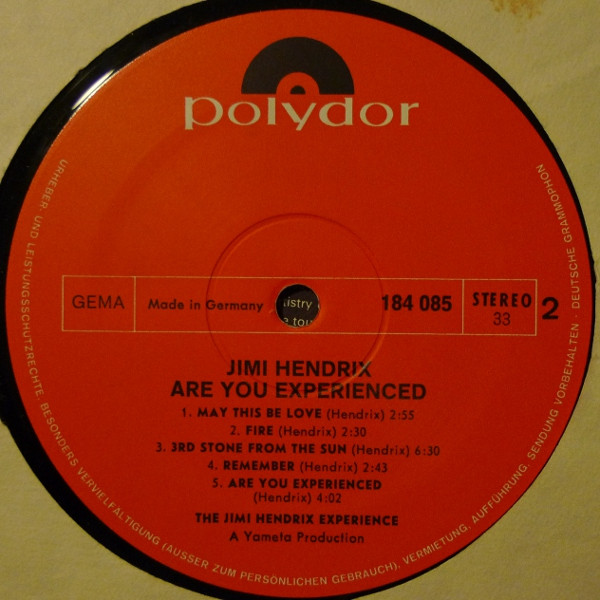 polydor
GEMA
Made in Germany
184 085
STEREO
33
2
JIMI HENDRIX
ARE YOU EXPERIENCED
1. MAY THIS BE LOVE (Hendrix) 2:55
2. FIRE (Hendrix) 2:30
3. 3RD STONE FROM THE SUN (Hendrix) 6:30
4. REMEMBER (Hendrix) 2:43
5. ARE YOU EXPERIENCED
(Hendrix) 4:02
THE JIMI HENDRIX EXPERIENCE
A Yameta Production
URHEBER- UND LEISTUNGSSCHUTZRECHTE. BESONDERS VERVIELFÄLTIGUNG (AUSSER ZUM PERSÖNLICHEN GEBRAUCH), VERMIETUNG, AUFFÜHRUNG, SENDUNG VORBEHALTEN · DEUTSCHE GRAMMOPHON